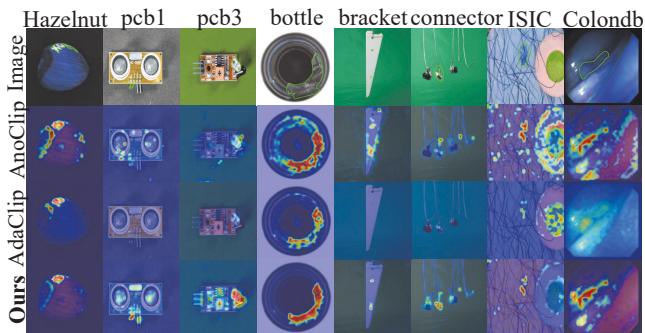 Hazelnut pcb1 pcb3 bottle bracket connector ISIC Colondb
Image
AnoClip
AdaClip
Ours